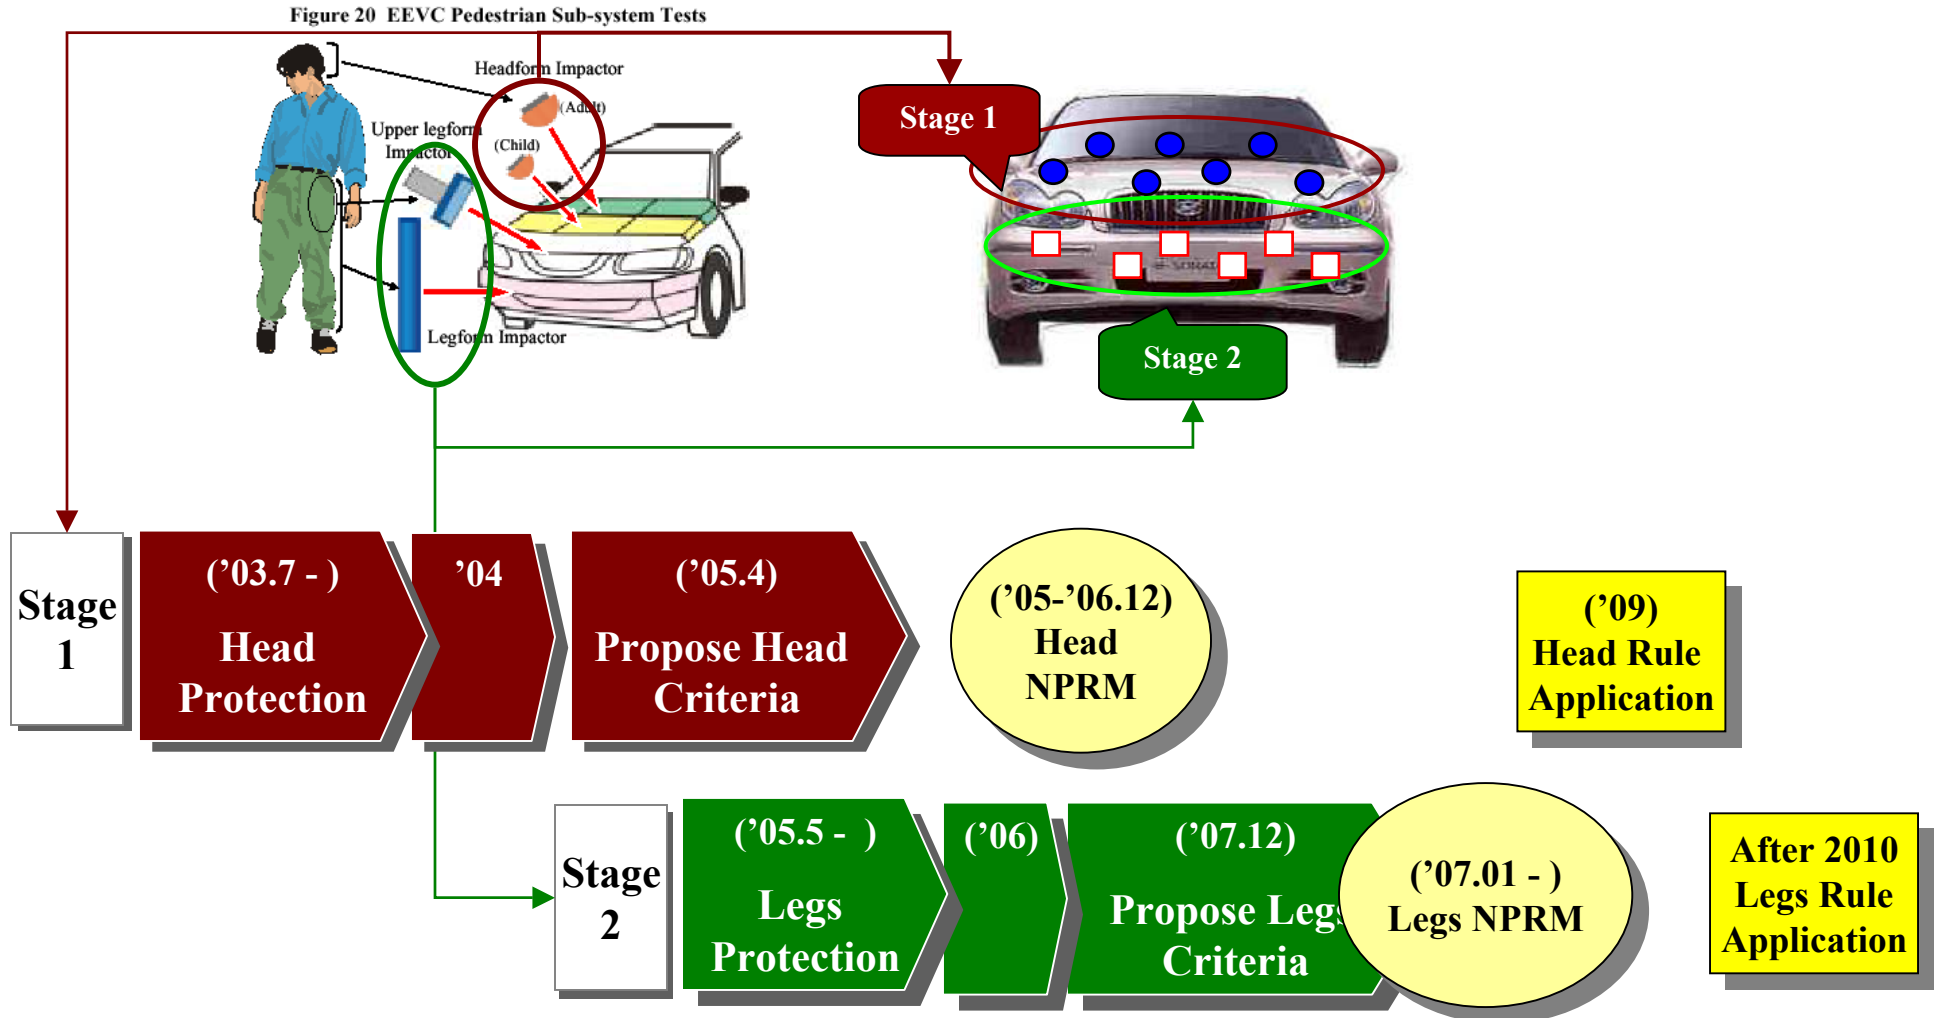 Figure 20 EEVC Pedestrian Sub-system Tests
Headform Impactor
(Adult)
(Child)
Upper legform
Impactor
Legform Impactor
Stage 1
Stage 2
Stage
1
(’03.7 - )
Head
Protection
’04
(’05.4)
Propose Head
Criteria
(’05-’06.12)
Head
NPRM
(’09)
Head Rule
Application
Stage
2
(’05.5 - )
Legs
Protection
(’06)
(’07.12)
Propose Legs
Criteria
(’07.01 - )
Legs NPRM
After 2010
Legs Rule
Application